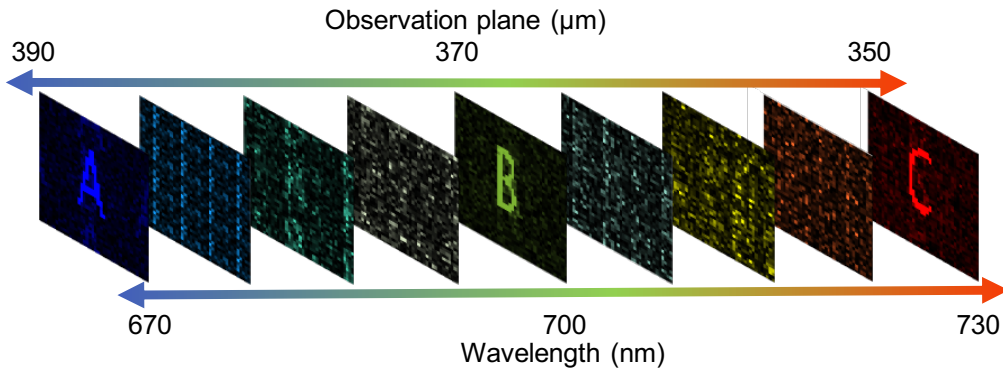 Observation plane (µm)
390 370 350
A B C
670 700 730
Wavelength (nm)